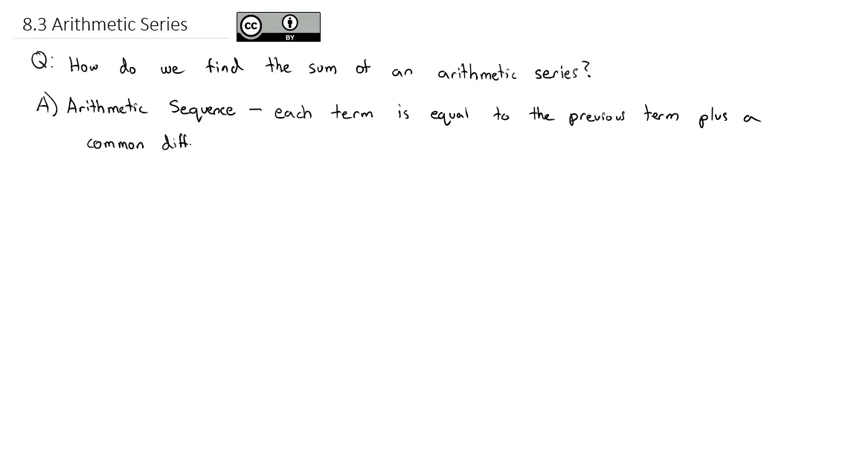 8.3 Arithmetic Series
cc BY
Q: How do we find the sum of an arithmetic series?
A) Arithmetic Sequence – each term is equal to the previous term plus a
common diff.